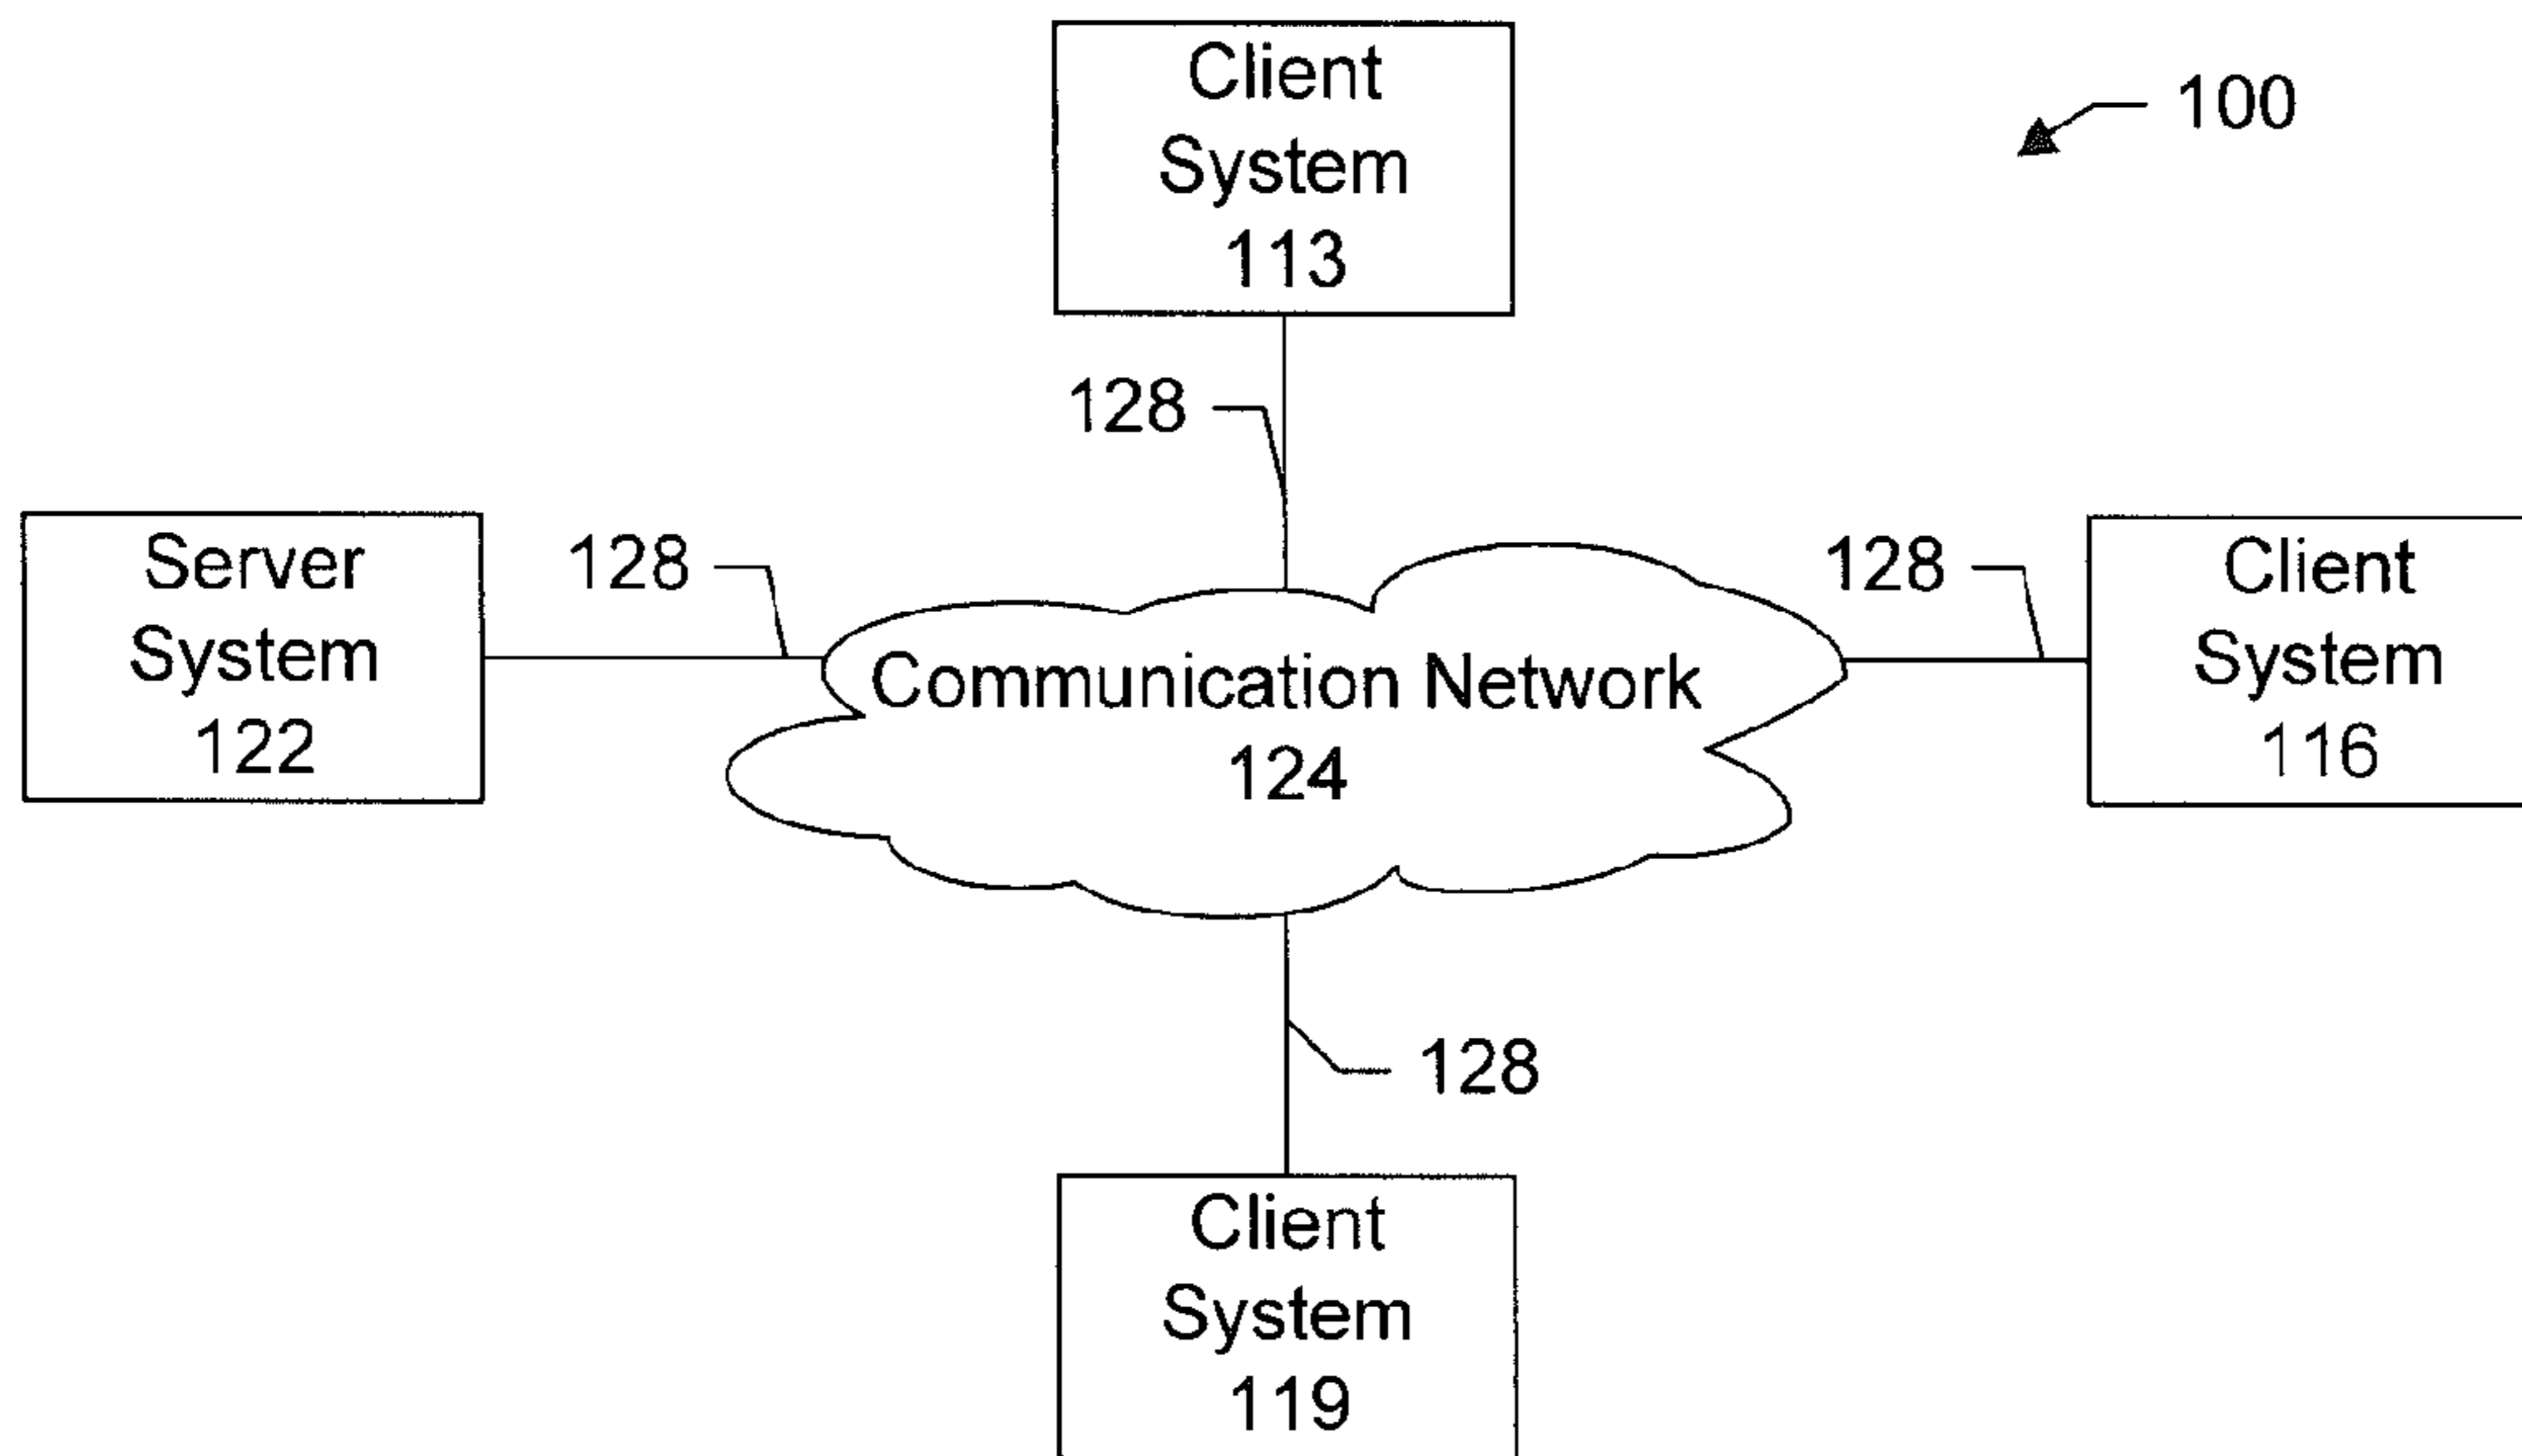 Client
System
113
100
128
Server
System
122
128
128
Client
System
116
Communication Network
124
128
Client
System
119